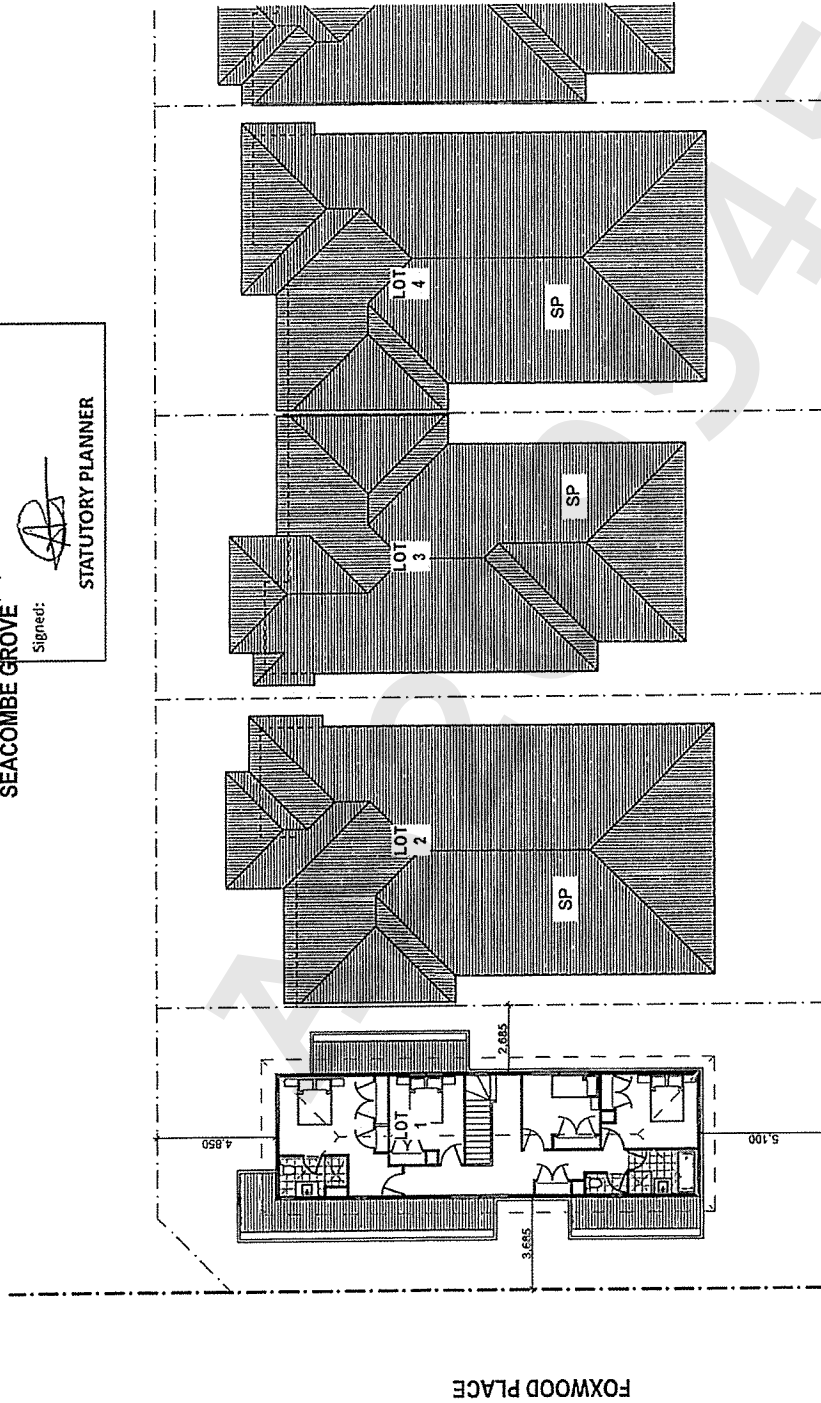 SEACOMBE GROVE
Signed:
STATUTORY PLANNER
LOT
4
SP
LOT
3
SP
LOT
2
SP
LOT
1
2,685
4,850
5,100
3,685
FOXWOOD PLACE